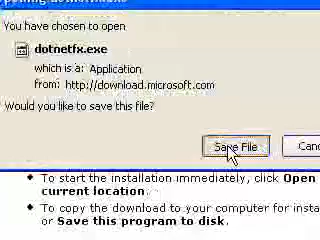 You have chosen to open
dotnetfx.exe
which is a: Application
from: http://download.microsoft.com
Would you like to save this file?
Save File
To start the installation immediately, click Open
current location.
To copy the download to your computer for insta
or Save this program to disk.